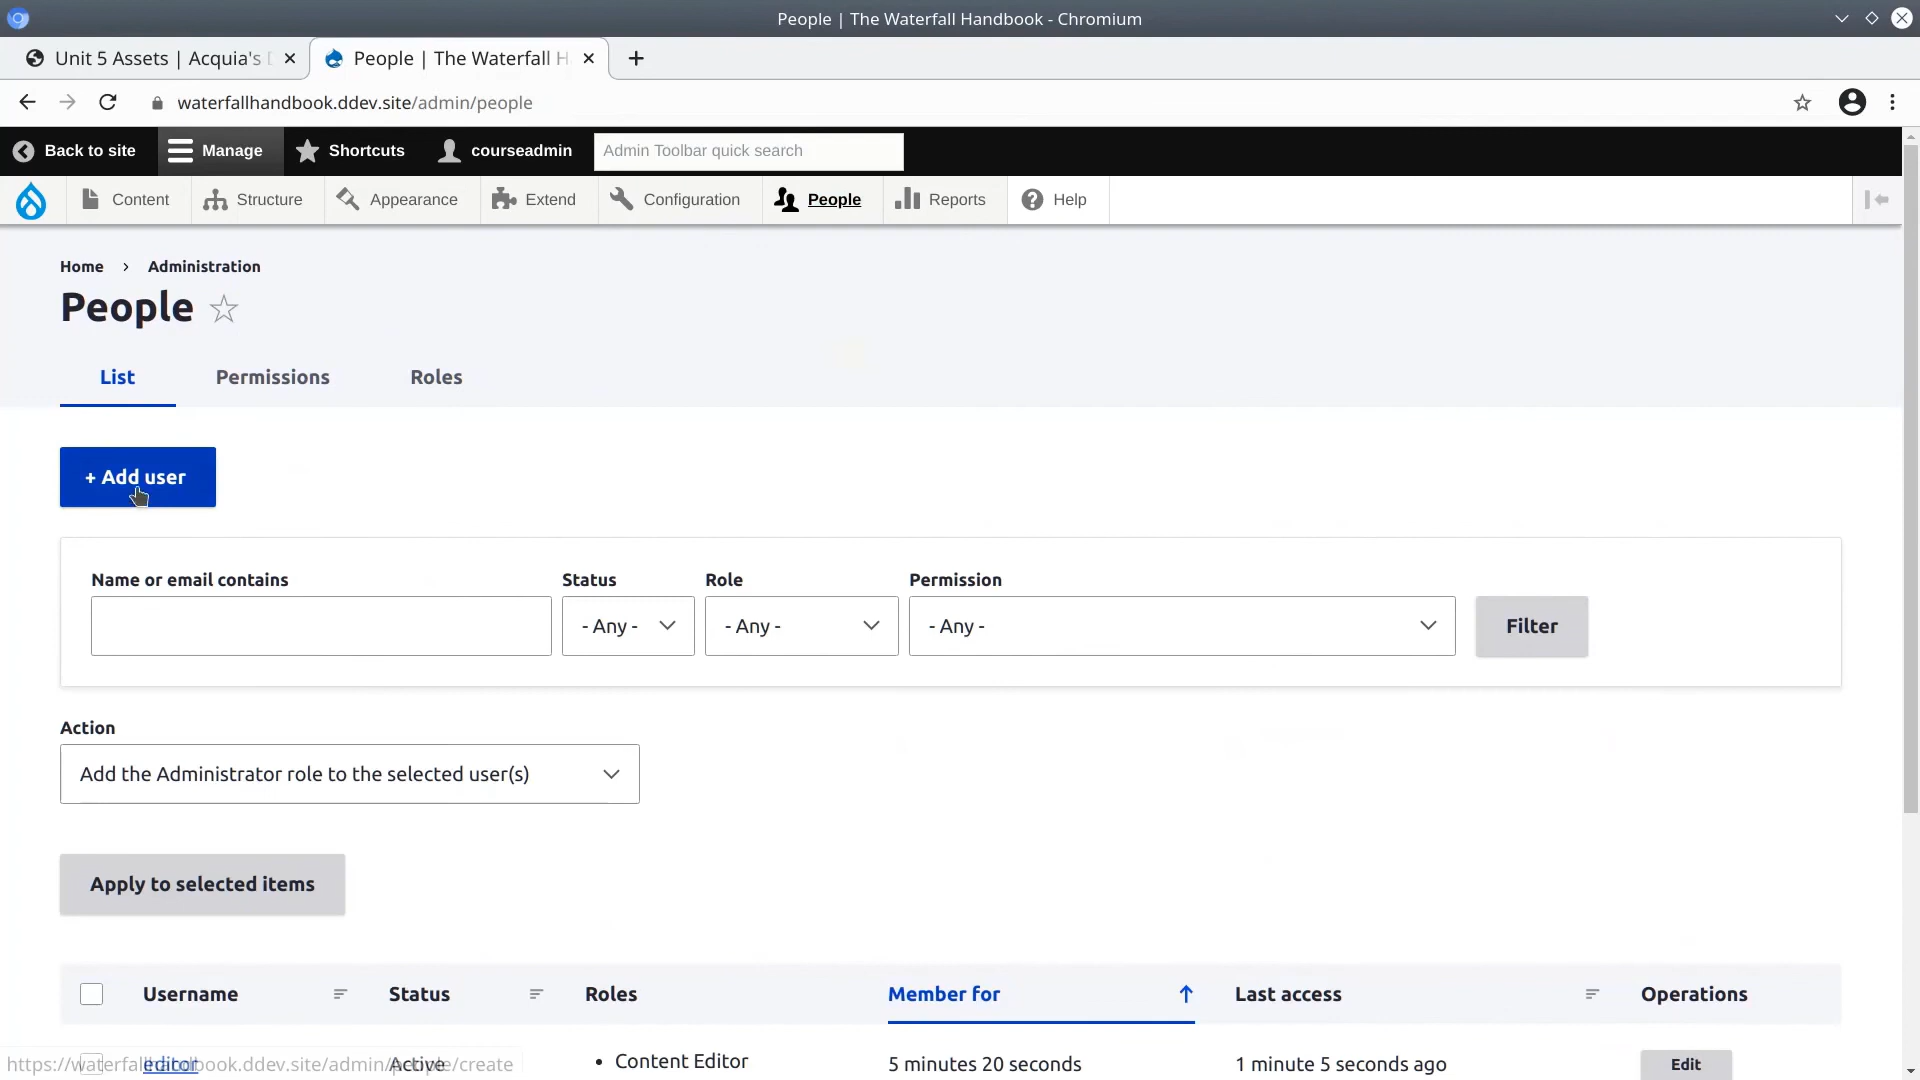 People | The Waterfall Handbook - Chromium
Unit 5 Assets | Acquia's
People | The Waterfall H
waterfallhandbook.ddev.site/admin/people
Back to site Manage Shortcuts courseadmin Admin Toolbar quick search
Content Structure Appearance Extend Configuration People Reports Help
Home › Administration
People
List Permissions Roles
+ Add user
Name or email contains Status Role Permission
- Any - - Any - - Any - Filter
Action
Add the Administrator role to the selected user(s)
Apply to selected items
Username Status Roles Member for Last access Operations
editor Active • Content Editor 5 minutes 20 seconds 1 minute 5 seconds ago Edit
https://waterfallhandbook.ddev.site/admin/people/create